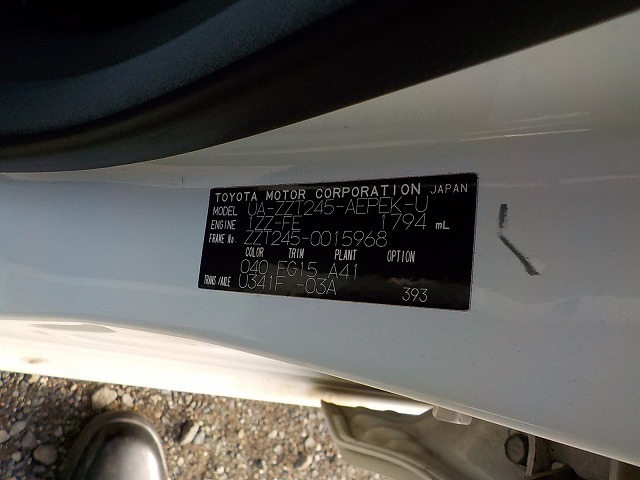 TOYOTA MOTOR CORPORATION JAPAN
MODEL UA-ZZT245-AEPEK-U
ENGINE 1ZZ-FE 1794 mL
FRAME No. ZZT245-0015968
COLOR TRIM PLANT OPTION
040 FG15 A41
TRANS./AXLE U341F -03A
393